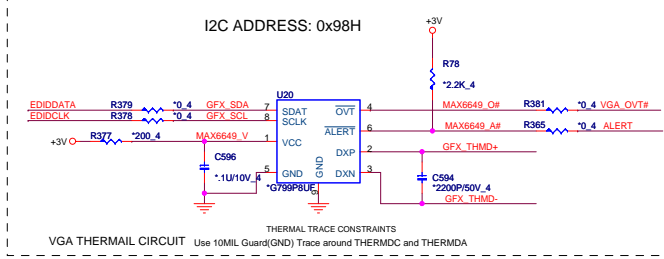 I2C ADDRESS: 0x98H
+3V
R78
*2.2K_4
U20
EDIDDATA R379 *0_4 GFX_SDA 7 SDAT OVT 4 MAX6649_O# R381 *0_4 VGA_OVT#
EDIDCLK R378 *0_4 GFX_SCL 8 SCLK
+3V R377 *200_4 MAX6649_V 1 VCC ALERT 6 MAX6649_A# R365 *0_4 ALERT
DXP 2 GFX_THMD+
C596
*.1U/10V_4
5 GND GND DXN 3
C594
*2200P/50V_4
*G799P8UF 9
GFX_THMD-
THERMAL TRACE CONSTRAINTS
VGA THERMAIL CIRCUIT Use 10MIL Guard(GND) Trace around THERMDC and THERMDA